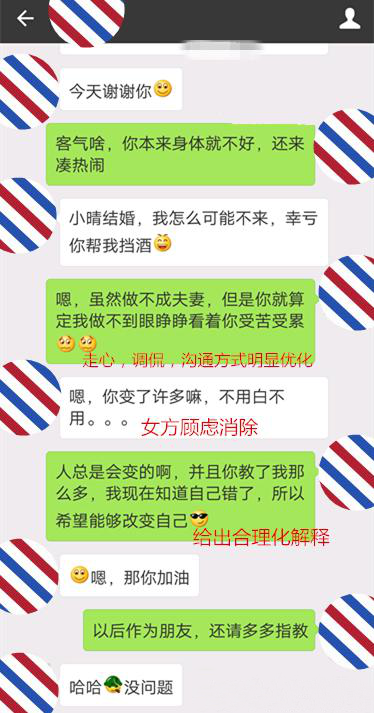 今天谢谢你
客气啥，你本来身体就不好，还来
凑热闹
小晴结婚，我怎么可能不来，幸亏
你帮我挡酒
嗯，虽然做不成夫妻，但是你就算
定我做不到眼睁睁看着你受苦受累
走心，调侃，沟通方式明显优化
嗯，你变了许多嘛，不用白不
用。。。
女方顾虑消除
人总是会变的啊，并且你教了我那
么多，我现在知道自己错了，所以
希望能够改变自己
给出合理化解释
嗯，那你加油
以后作为朋友，还请多多指教
哈哈 没问题